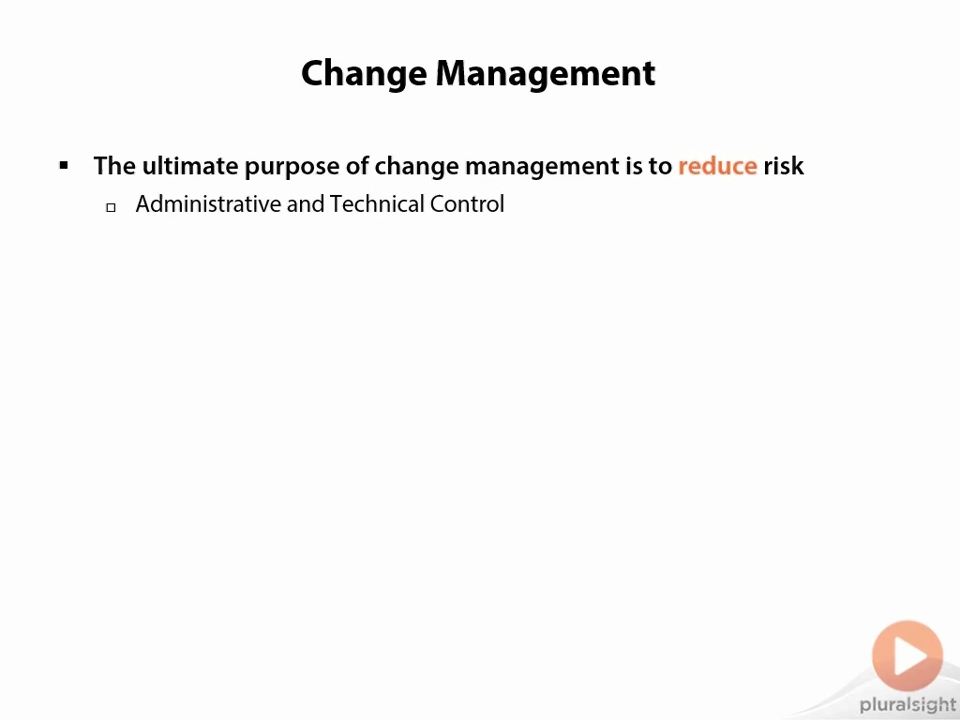 Change Management
▪ The ultimate purpose of change management is to reduce risk
□ Administrative and Technical Control
pluralsight